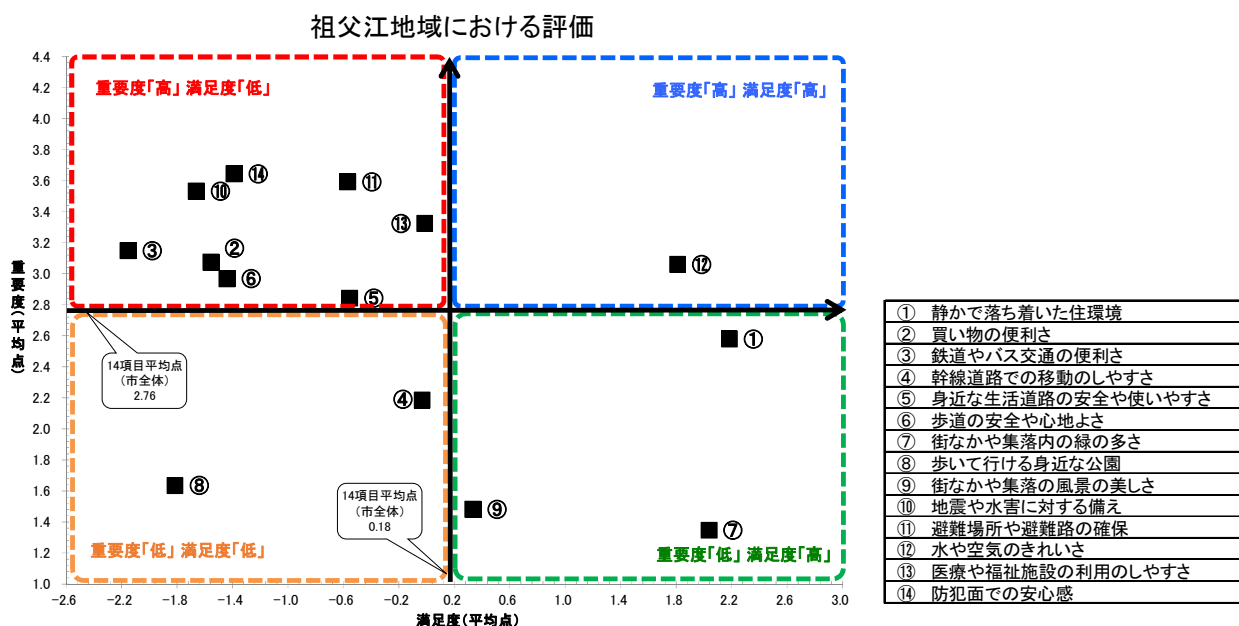 祖父江地域における評価
4.4
4.2
4.0
3.8
3.6
3.4
3.2
3.0
2.8
2.6
2.4
2.2
2.0
1.8
1.6
1.4
1.2
1.0
重要度(平均点)
重要度「高」 満足度「低」
重要度「高」 満足度「高」
⑭
⑩
⑪
⑬
③
②
⑥
⑤
⑫
①
④
⑧
⑨
⑦
14項目平均点
(市全体)
2.76
14項目平均点
(市全体)
0.18
重要度「低」 満足度「低」
重要度「低」 満足度「高」
-2.6 -2.2 -1.8 -1.4 -1.0 -0.6 -0.2 0.2 0.6 1.0 1.4 1.8 2.2 2.6 3.0
満足度(平均点)
① 静かで落ち着いた住環境
② 買い物の便利さ
③ 鉄道やバス交通の便利さ
④ 幹線道路での移動のしやすさ
⑤ 身近な生活道路の安全や使いやすさ
⑥ 歩道の安全や心地よさ
⑦ 街なかや集落内の緑の多さ
⑧ 歩いて行ける身近な公園
⑨ 街なかや集落の風景の美しさ
⑩ 地震や水害に対する備え
⑪ 避難場所や避難路の確保
⑫ 水や空気のきれいさ
⑬ 医療や福祉施設の利用のしやすさ
⑭ 防犯面での安心感